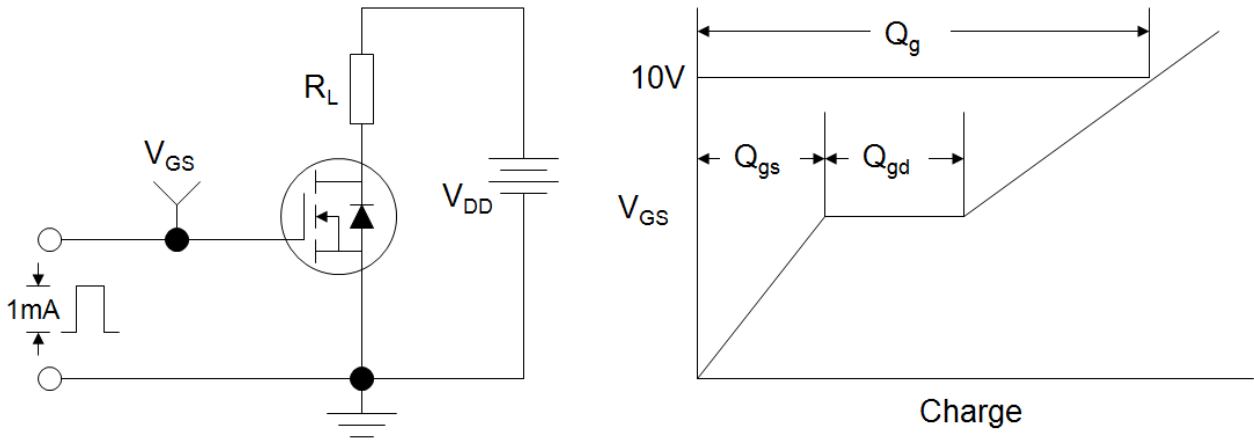 R_L
V_GS
V_DD
1mA
Q_g
10V
Q_gs
Q_gd
V_GS
Charge